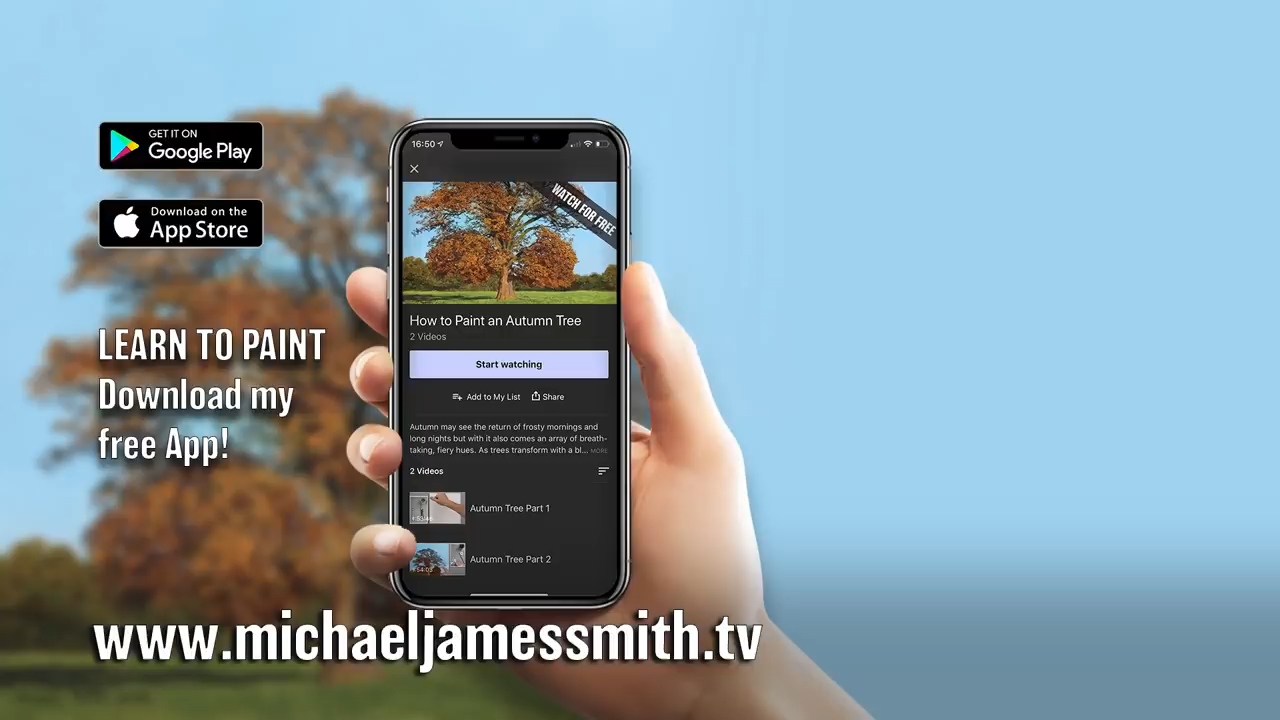 GET IT ON
Google Play
Download on the
App Store
LEARN TO PAINT
Download my
free App!
16:50
WATCH FOR FREE
How to Paint an Autumn Tree
2 Videos
Start watching
Add to My List
Share
Autumn may see the return of frosty mornings and
long nights but with it also comes an array of breath-
taking, fiery hues. As trees transform with a bl... MORE
2 Videos
Autumn Tree Part 1
Autumn Tree Part 2
www.michaeljamessmith.tv